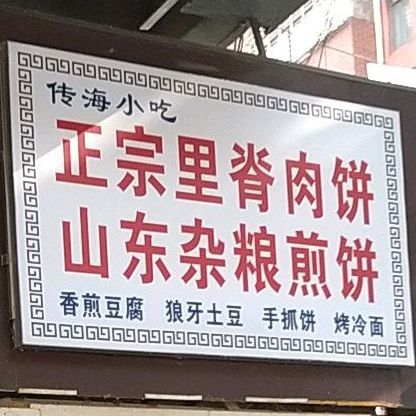 传海小吃
正宗里脊肉饼
山东杂粮煎饼
香煎豆腐 狼牙土豆 手抓饼 烤冷面